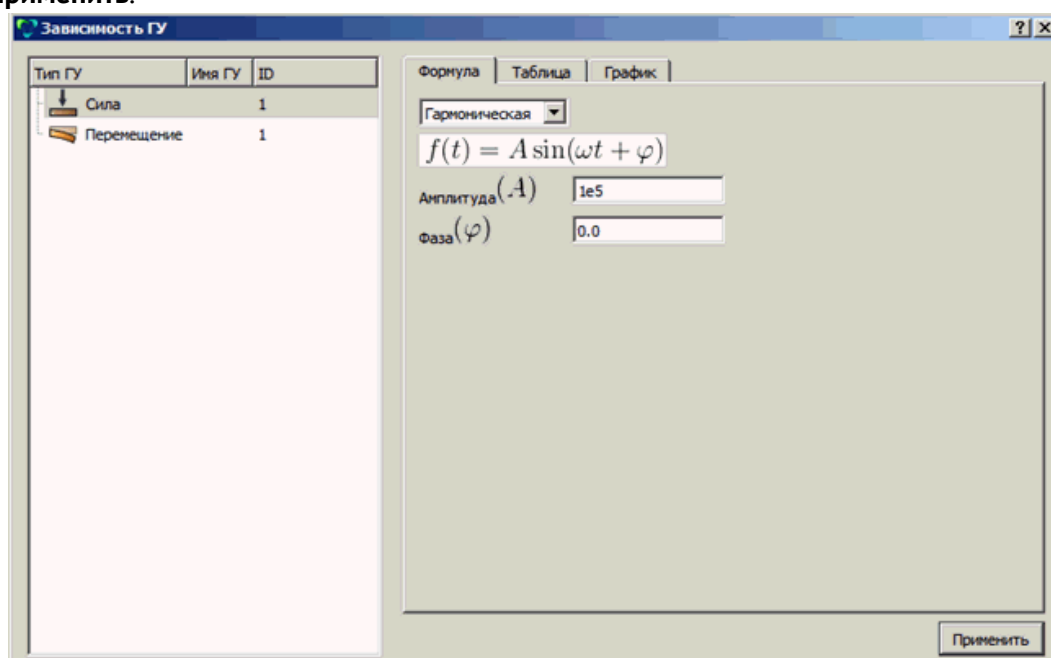 Применить.
Зависимость ГУ
Тип ГУ Имя ГУ ID
Сила 1
Перемещение 1
Формула Таблица График
Гармоническая
f(t) = A sin(ωt + φ)
Амплитуда(A) 1e5
Фаза(φ) 0.0
Применить